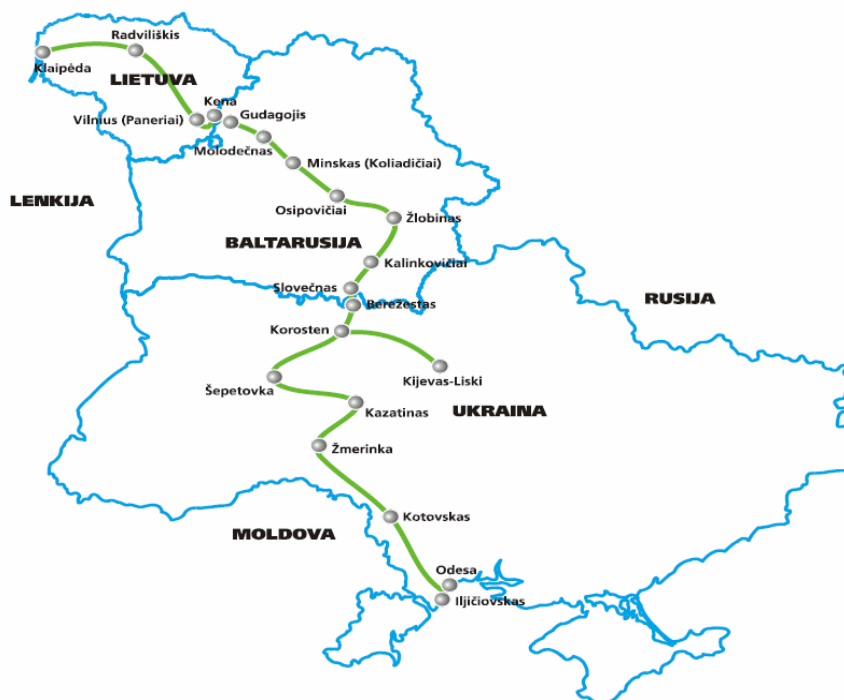 Radviliškis
Klaipėda
LIETUVA
Kena
Vilnius (Paneriai)
Gudagojis
Molodečnas
Minskas (Koliadičiai)
LENKIJA
Osipovičiai
Žlobinas
BALTARUSIJA
Kalinkovičiai
Slovečnas
RUSIJA
Berežestas
Korosten
Kijevas-Liski
Šepetovka
Kazatinas
UKRAINA
Žmerinka
Kotovskas
MOLDOVA
Odesa
Iljičiovskas